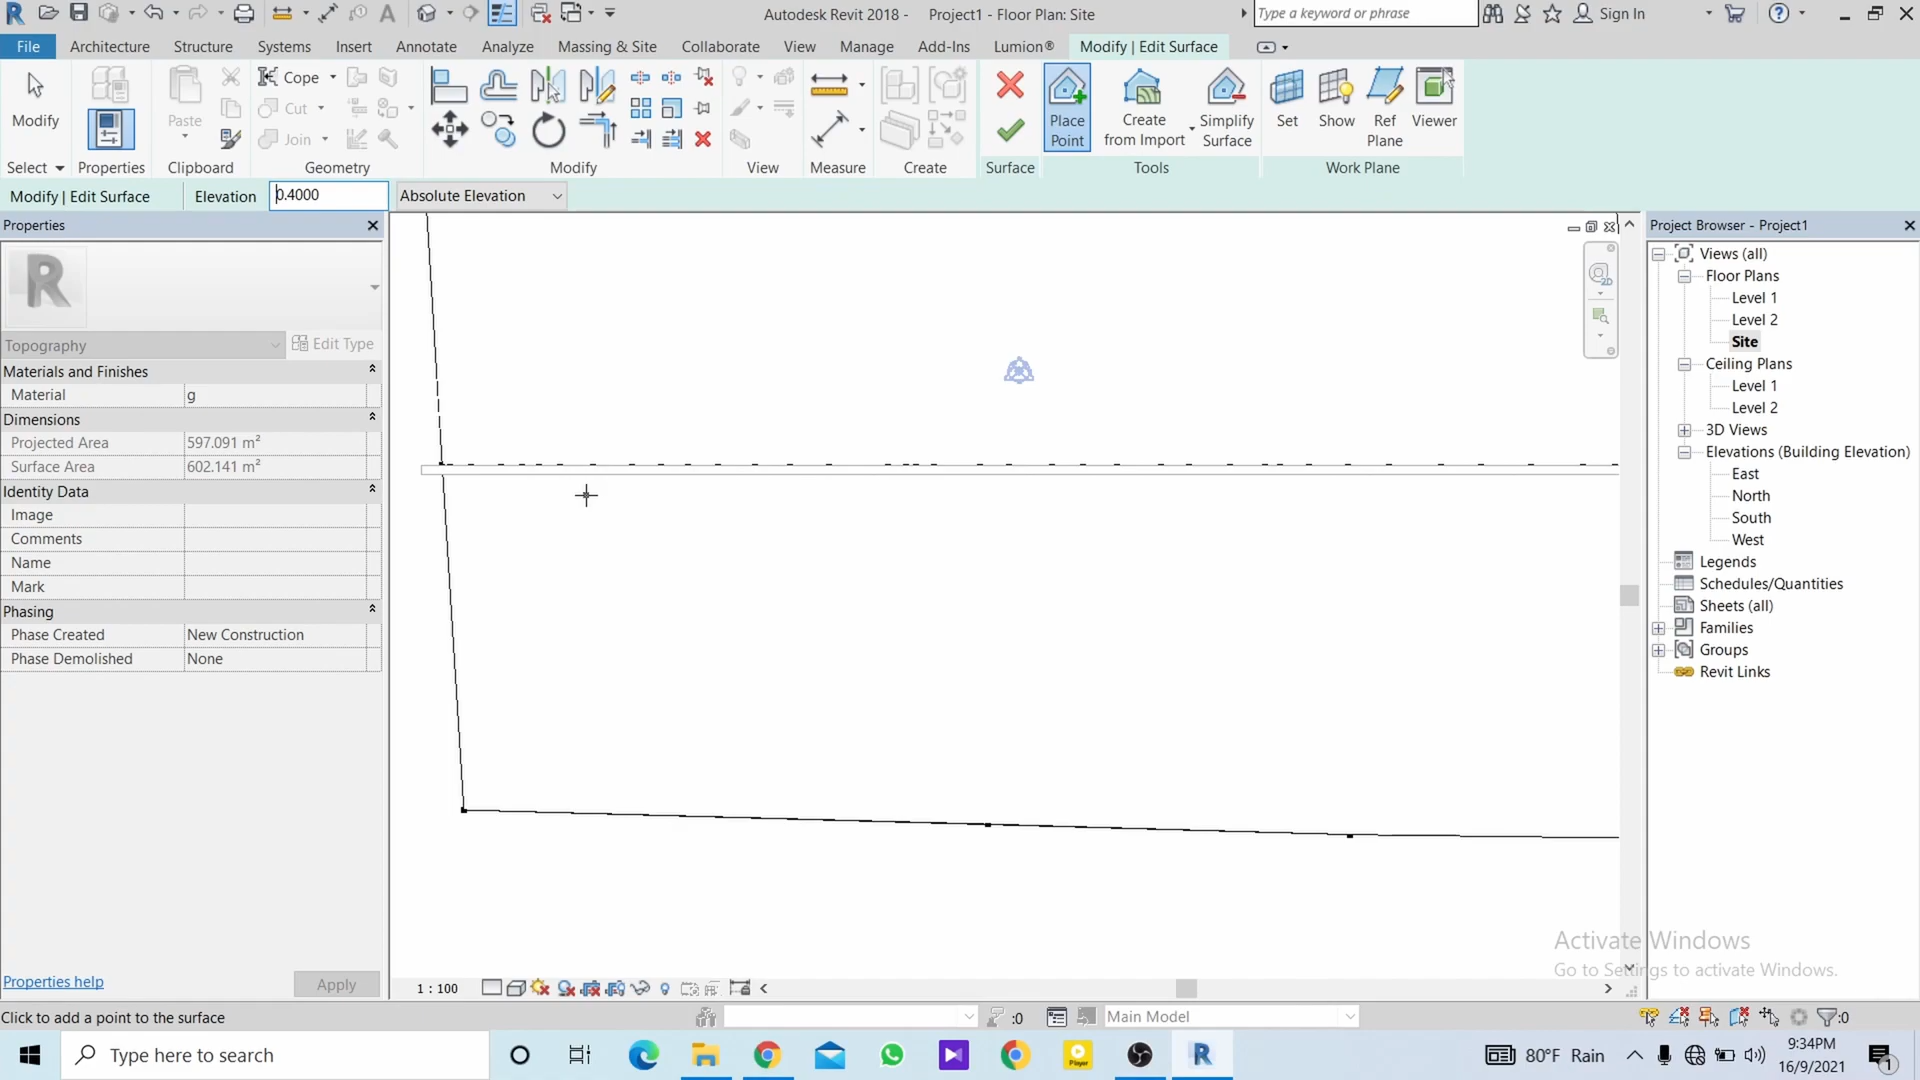 Autodesk Revit 2018 - Project1 - Floor Plan: Site
Type a keyword or phrase
Sign In
File Architecture Structure Systems Insert Annotate Analyze Massing & Site Collaborate View Manage Add-Ins Lumion® Modify | Edit Surface
Modify
Paste
Cope
Cut
Join
Place Point
Create from Import
Simplify Surface
Set
Show
Ref Plane
Viewer
Select Properties Clipboard Geometry Modify View Measure Create Surface Tools Work Plane
Modify | Edit Surface Elevation 0.4000 Absolute Elevation
Properties
R
Topography Edit Type
Materials and Finishes
Material g
Dimensions
Projected Area 597.091 m²
Surface Area 602.141 m²
Identity Data
Image
Comments
Name
Mark
Phasing
Phase Created New Construction
Phase Demolished None
Properties help Apply
2D
Project Browser - Project1
Views (all)
Floor Plans
Level 1
Level 2
Site
Ceiling Plans
Level 1
Level 2
3D Views
Elevations (Building Elevation)
East
North
South
West
Legends
Schedules/Quantities
Sheets (all)
Families
Groups
Revit Links
Activate Windows
Go to Settings to activate Windows.
1 : 100
Click to add a point to the surface
:0
Main Model
:0
Type here to search
Player
R
80°F Rain
9:34PM
16/9/2021
1